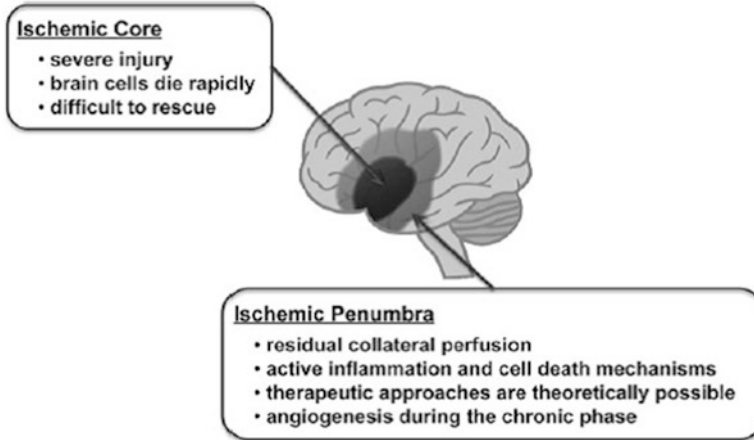 Ischemic Core
• severe injury
• brain cells die rapidly
• difficult to rescue
Ischemic Penumbra
• residual collateral perfusion
• active inflammation and cell death mechanisms
• therapeutic approaches are theoretically possible
• angiogenesis during the chronic phase